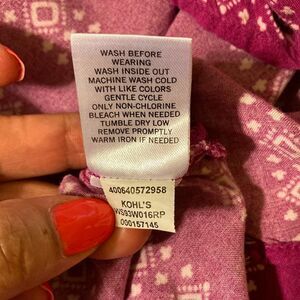 WASH BEFORE
WEARING
WASH INSIDE OUT
MACHINE WASH COLD
WITH LIKE COLORS
GENTLE CYCLE
ONLY NON-CHLORINE
BLEACH WHEN NEEDED
TUMBLE DRY LOW
REMOVE PROMPTLY
WARM IRON IF NEEDED
400640572958
KOHL'S
WS93W016RP
000157145